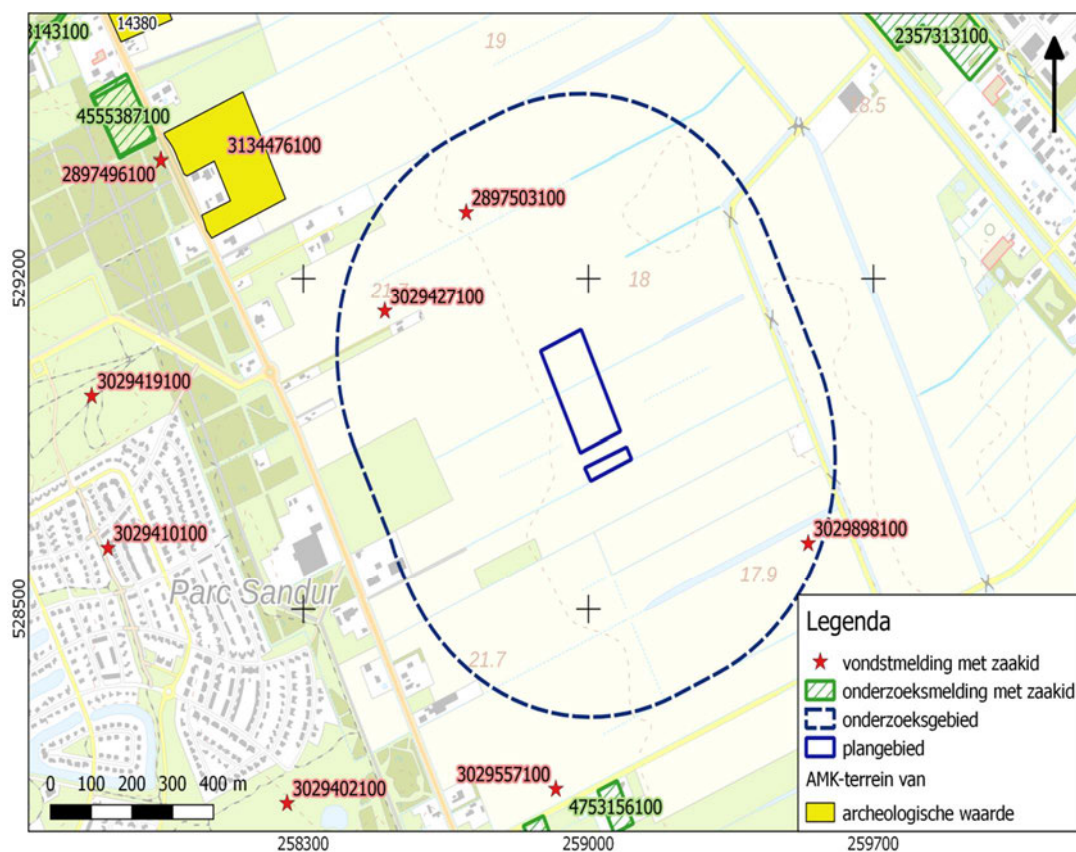 3143100
14380
19
2357313100
18.5
4555387100
3134476100
2897496100
2897503100
529200
18
3029427100
3029419100
3029898100
3029410100
17.9
Parc Sandur
528500
21.7
Legenda
vondstmelding met zaakid
onderzoeksmelding met zaakid
onderzoeksgebied
plangebied
AMK-terrein van
archeologische waarde
0 100 200 300 400 m
3029557100
3029402100
4753156100
258300 259000 259700